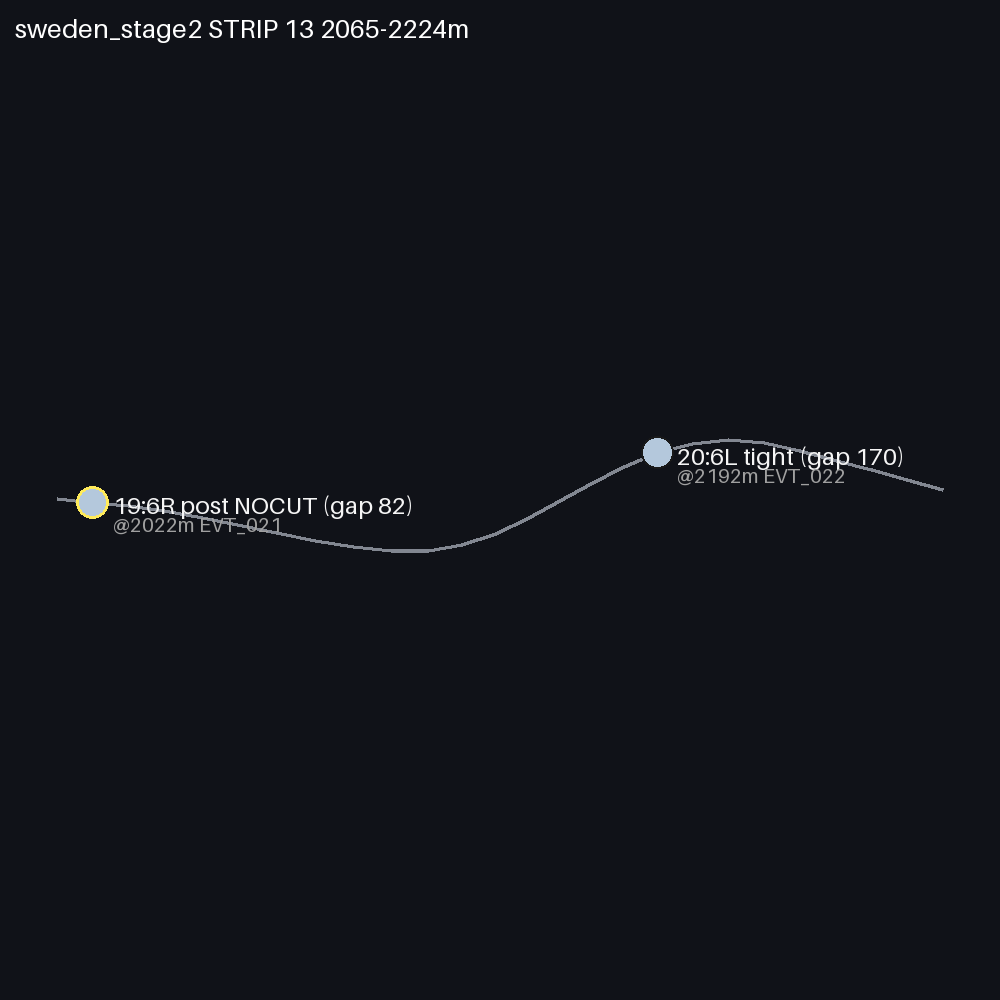 sweden_stage2 STRIP 13 2065-2224m
20:6L tight (gap 170)
@2192m EVT_022
19:6R post NOCUT (gap 82)
@2022m EVT_021